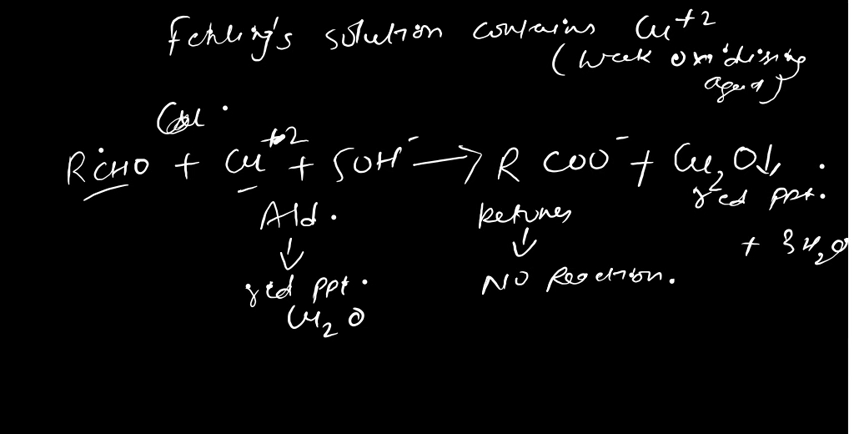 Fehling's solution contains Cu+2
(Weak oxidising
agent)
RCHO + Cu+2 + 5OH- → R COO- + Cu2O↓
red ppt.
+ 3H2O
Ald.
↓
red ppt.
Cu2O
Ketones
↓
NO Reaction.